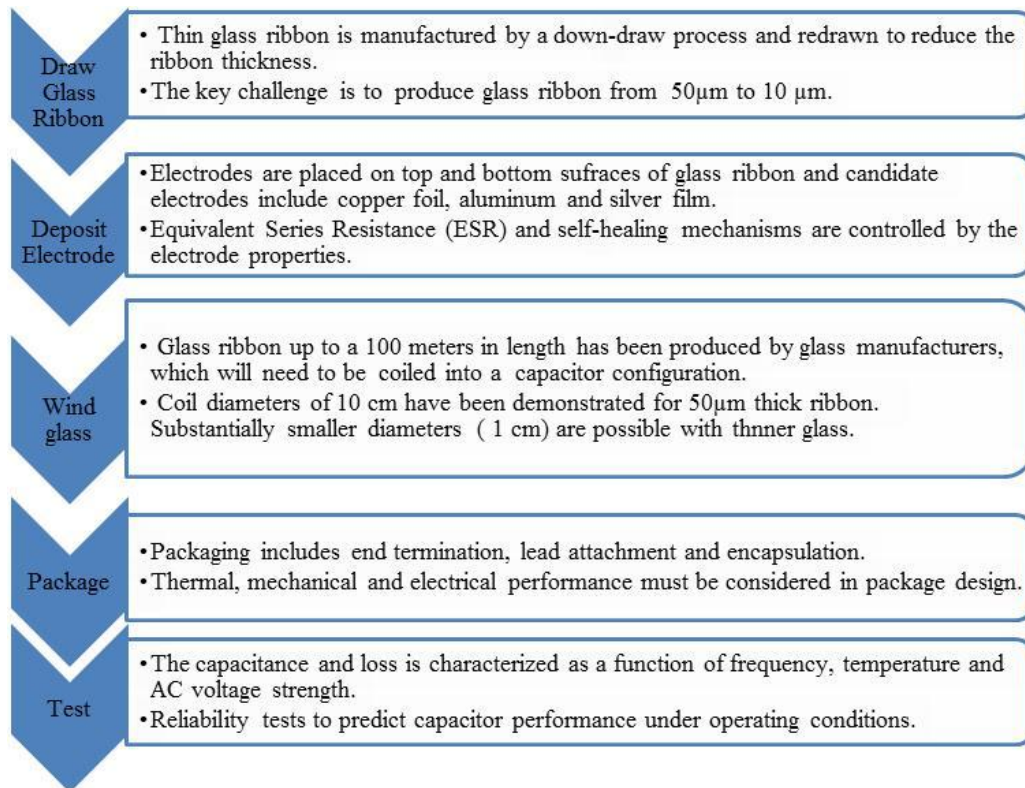 Draw
Glass
Ribbon
• Thin glass ribbon is manufactured by a down-draw process and redrawn to reduce the
ribbon thickness.
•The key challenge is to produce glass ribbon from 50µm to 10 µm.
Deposit
Electrode
•Electrodes are placed on top and bottom sufraces of glass ribbon and candidate
electrodes include copper foil, aluminum and silver film.
•Equivalent Series Resistance (ESR) and self-healing mechanisms are controlled by the
electrode properties.
Wind
glass
• Glass ribbon up to a 100 meters in length has been produced by glass manufacturers,
which will need to be coiled into a capacitor configuration.
• Coil diameters of 10 cm have been demonstrated for 50µm thick ribbon.
Substantially smaller diameters ( 1 cm) are possible with thnner glass.
Package
•Packaging includes end termination, lead attachment and encapsulation.
•Thermal, mechanical and electrical performance must be considered in package design.
Test
•The capacitance and loss is characterized as a function of frequency, temperature and
AC voltage strength.
•Reliability tests to predict capacitor performance under operating conditions.